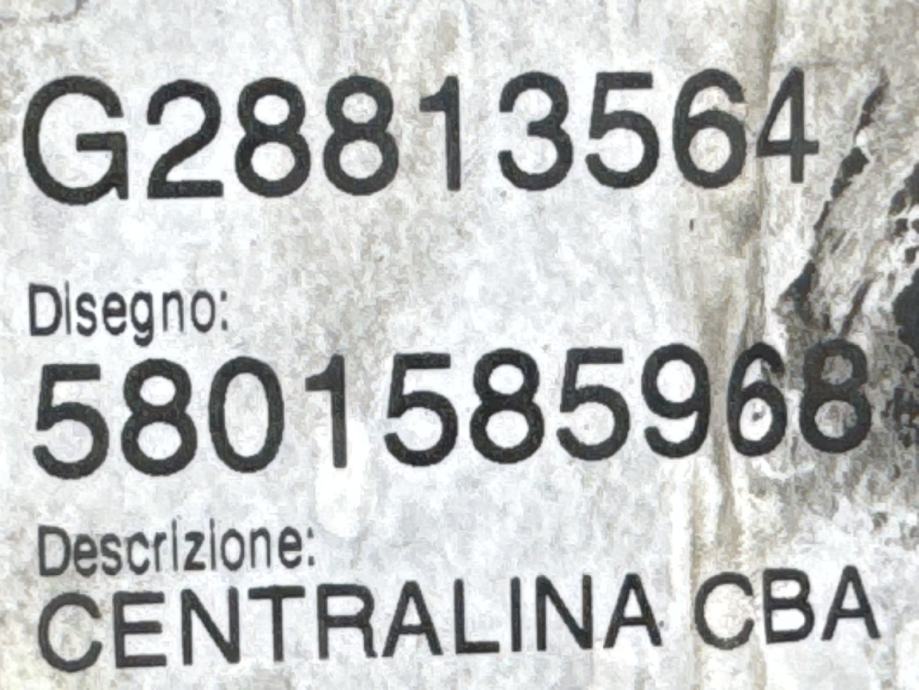 G28813564
Disegno:
5801585968
Descrizione:
CENTRALINA CBA